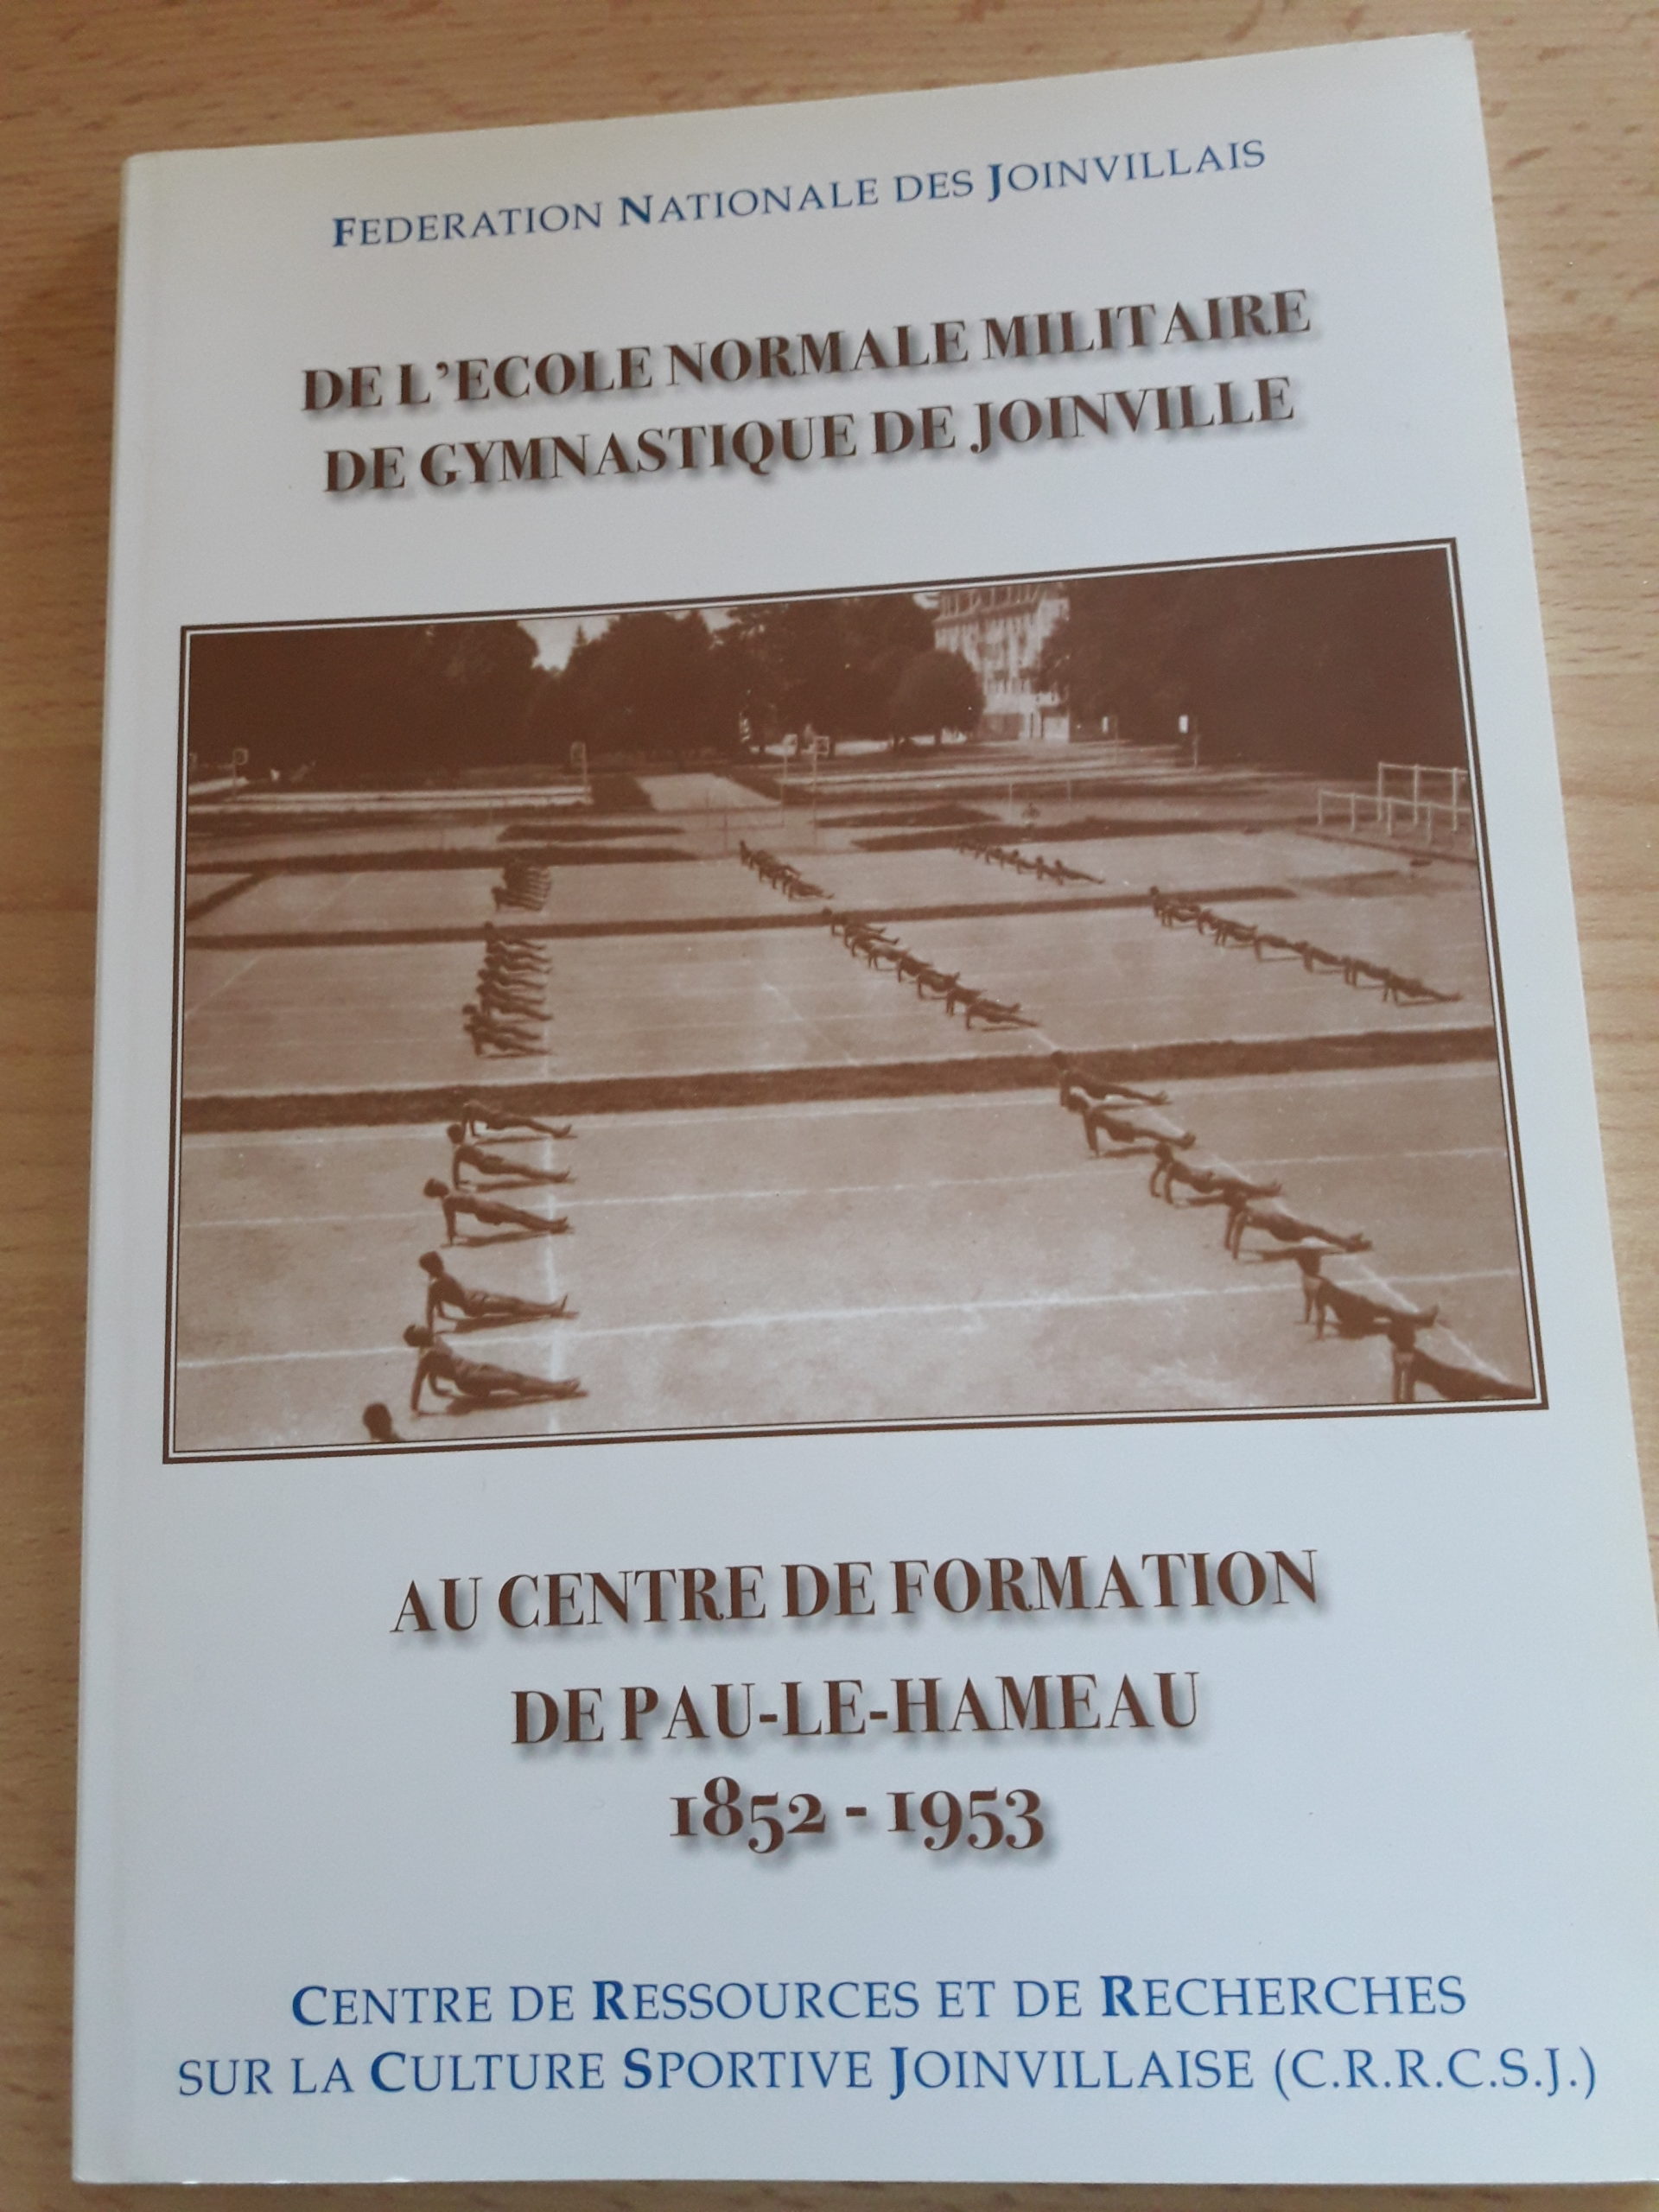 FEDERATION NATIONALE DES JOINVILLAIS
DE L'ECOLE NORMALE MILITAIRE
DE GYMNASTIQUE DE JOINVILLE
AU CENTRE DE FORMATION
DE PAU-LE-HAMEAU
1852 - 1953
CENTRE DE RESSOURCES ET DE RECHERCHES
SUR LA CULTURE SPORTIVE JOINVILLAISE (C.R.R.C.S.J.)